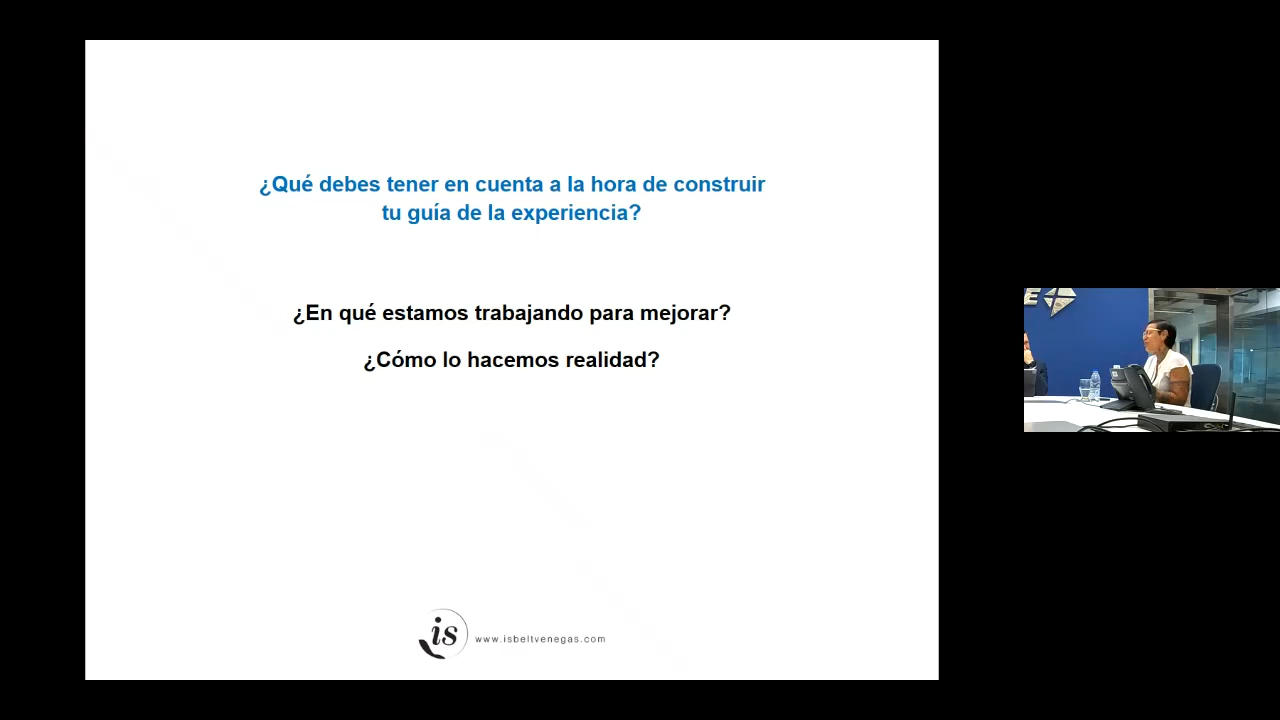 ¿Qué debes tener en cuenta a la hora de construir
tu guía de la experiencia?
¿En qué estamos trabajando para mejorar?
¿Cómo lo hacemos realidad?
is
www.isbeltvenegas.com
E